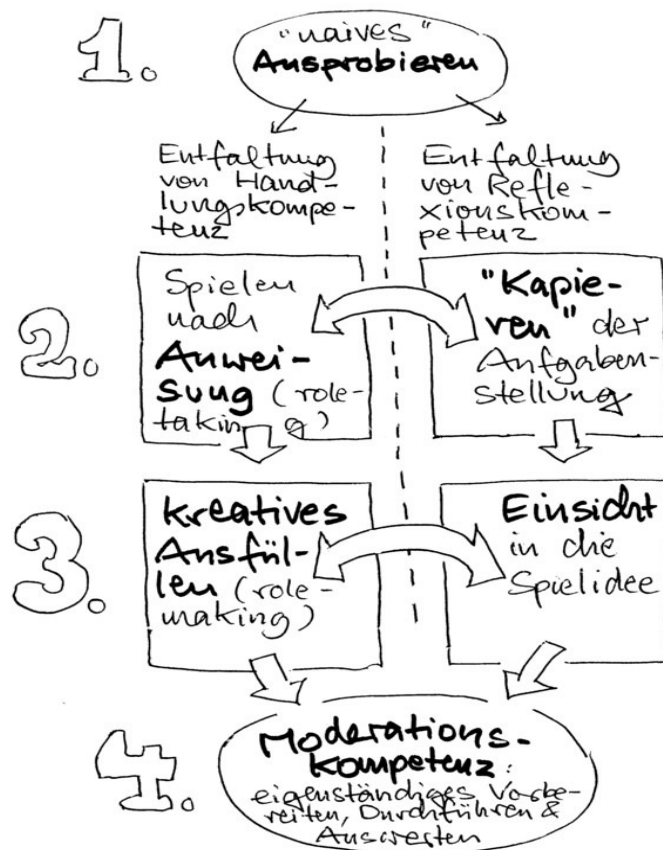 1.
"naives"
Ausprobieren
Entfaltung
von Hand-
lungskompe-
tenz
Entfaltung
von Refle-
xionskom-
petenz
2.
Spielen
nach
Anwei-
sung (role-
taking)
"Kapie-
ren" der
Aufgaben-
stellung
3.
kreatives
Ausfül-
len (role-
making)
Einsicht
in die
Spielidee
4.
Moderations-
kompetenz:
eigenständiges Vorbe-
reiten, Durchführen &
Auswerten